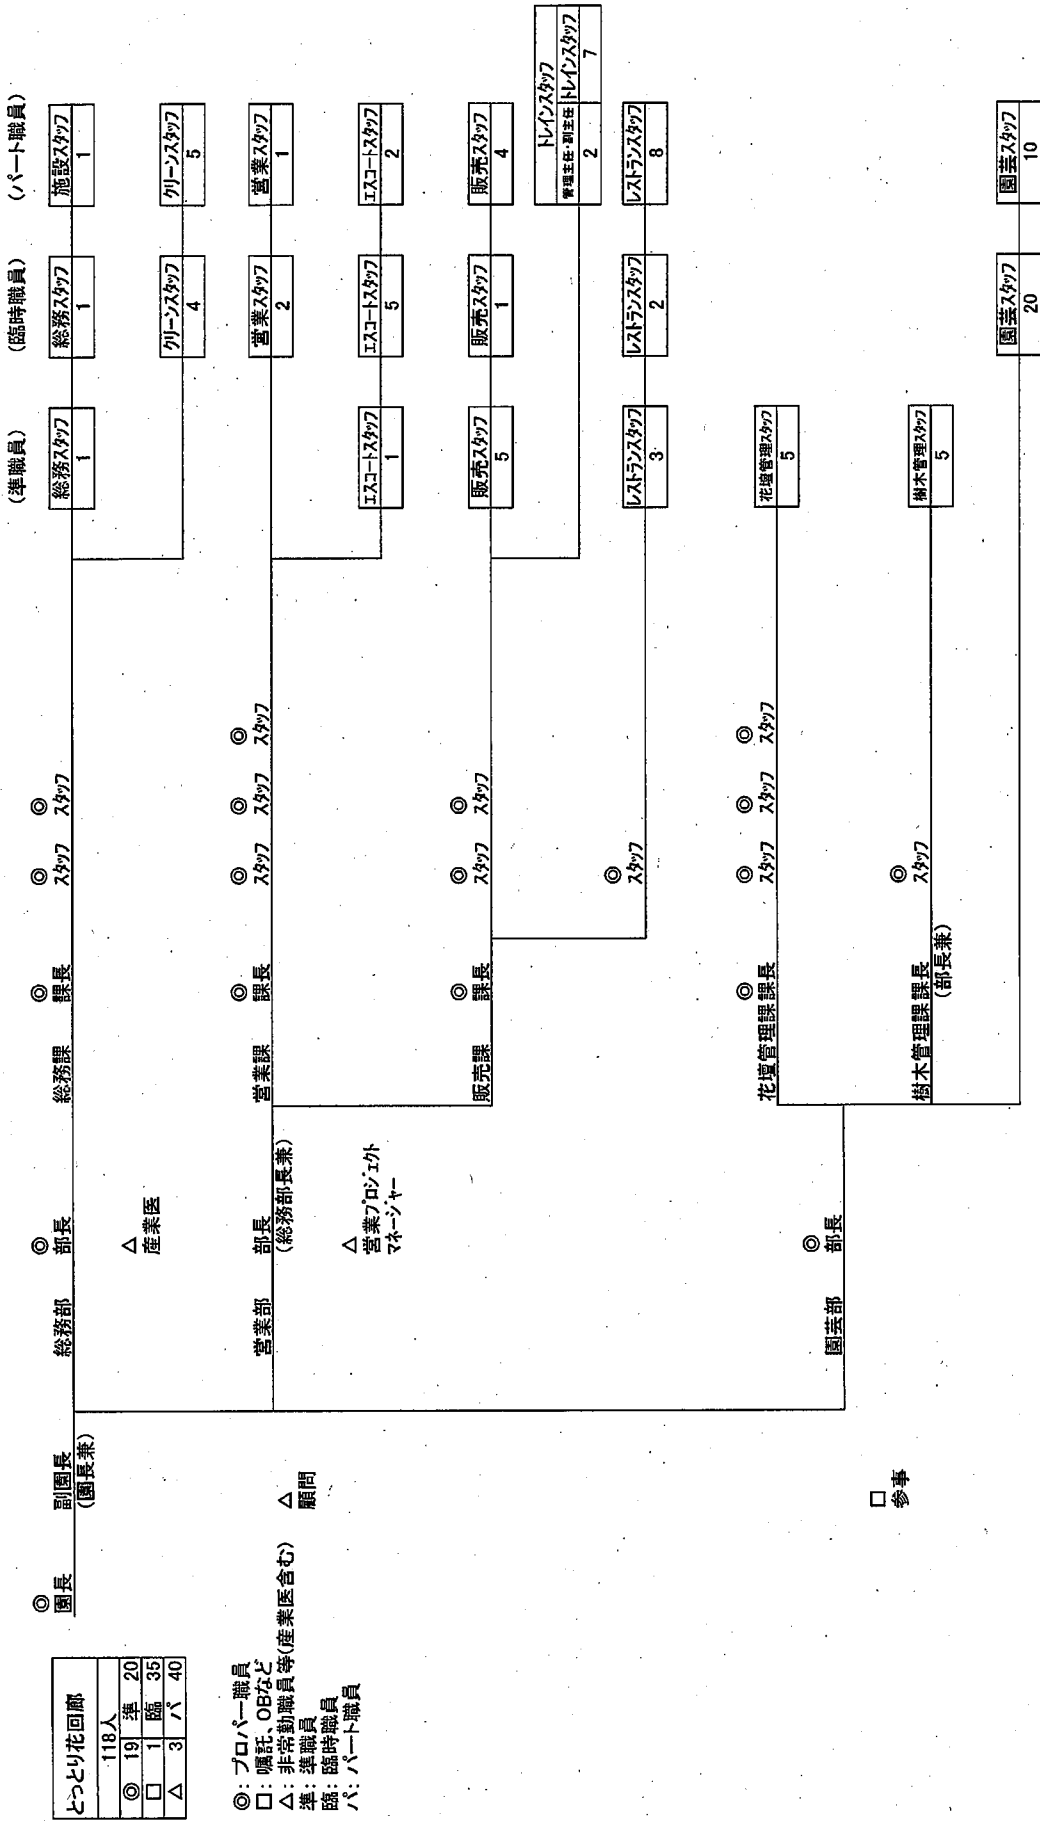 とっとり花回廊
118人
◎ 19 準 20
□ 1 臨 35
△ 3 パ 40
◎: プロパー職員
□: 嘱託、OBなど
△: 非常勤職員等(産業医含む)
準: 準職員
臨: 臨時職員
パ: パート職員
◎
園長
副園長
(園長兼)
△
顧問
□
参事
総務部
◎
部長
△
産業医
総務課
◎
課長
◎
スタッフ
◎
スタッフ
(準職員)
(臨時職員)
(パート職員)
総務スタッフ
1
総務スタッフ
1
施設スタッフ
1
クリーンスタッフ
4
クリーンスタッフ
5
営業部
部長
(総務部長兼)
△
営業プロジェクト
マネージャー
営業課
◎
課長
◎
スタッフ
◎
スタッフ
◎
スタッフ
営業スタッフ
2
営業スタッフ
1
エスコートスタッフ
1
エスコートスタッフ
5
エスコートスタッフ
2
販売課
◎
課長
◎
スタッフ
◎
スタッフ
販売スタッフ
5
販売スタッフ
1
販売スタッフ
4
トレインスタッフ
管理主任・副主任 トレインスタッフ
2 7
◎
スタッフ
レストランスタッフ
3
レストランスタッフ
2
レストランスタッフ
8
園芸部
◎
部長
花壇管理課課長
◎
◎
スタッフ
◎
スタッフ
◎
スタッフ
花壇管理スタッフ
5
樹木管理課課長
(部長兼)
◎
スタッフ
樹木管理スタッフ
5
園芸スタッフ
20
園芸スタッフ
10